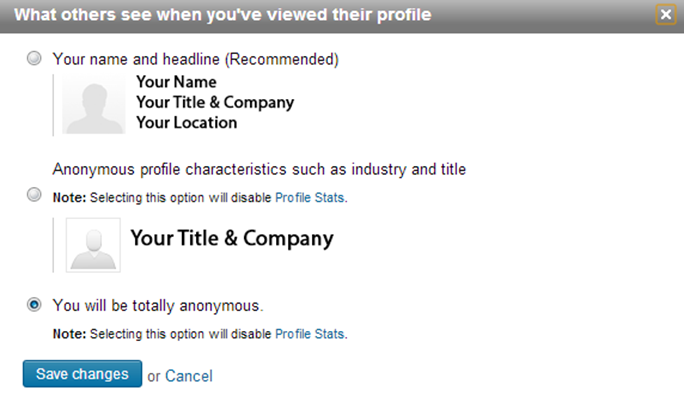 What others see when you've viewed their profile
Your name and headline (Recommended)
Your Name
Your Title & Company
Your Location
Anonymous profile characteristics such as industry and title
Note: Selecting this option will disable Profile Stats.
Your Title & Company
You will be totally anonymous.
Note: Selecting this option will disable Profile Stats.
Save changes or Cancel